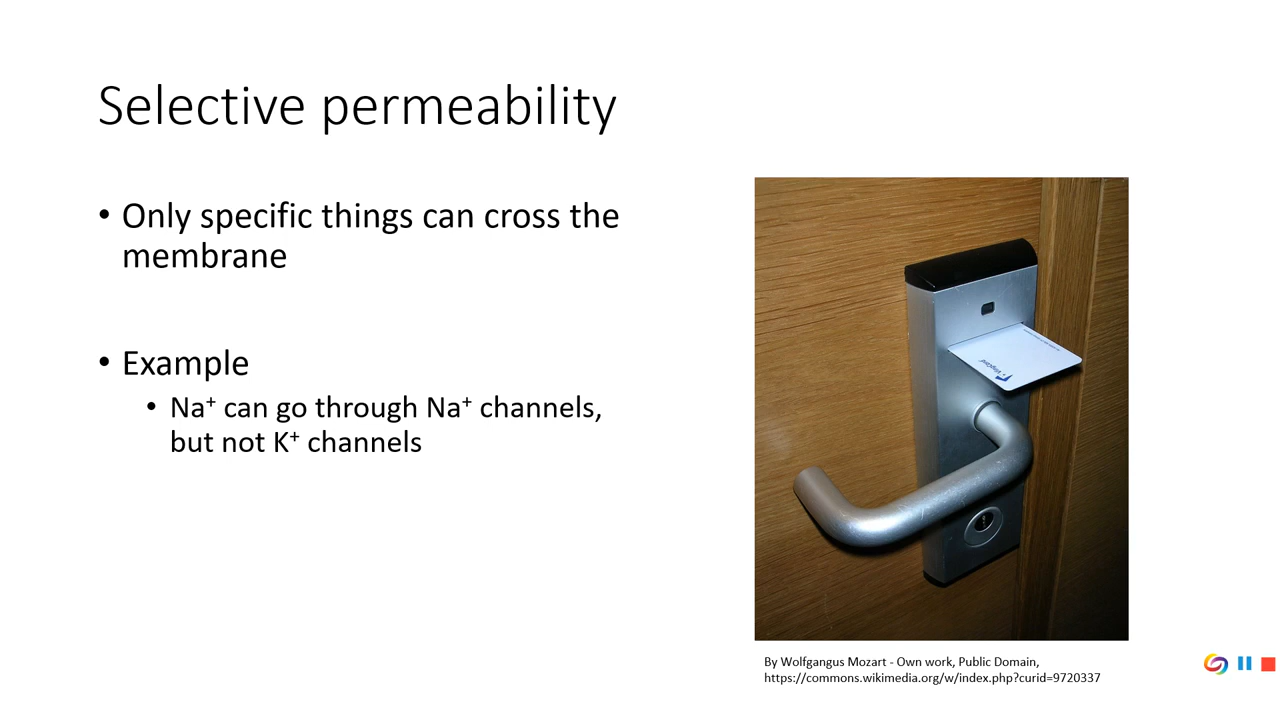 Selective permeability
• Only specific things can cross the
membrane
• Example
• Na⁺ can go through Na⁺ channels,
but not K⁺ channels
VingCard
By Wolfgangus Mozart - Own work, Public Domain,
https://commons.wikimedia.org/w/index.php?curid=9720337